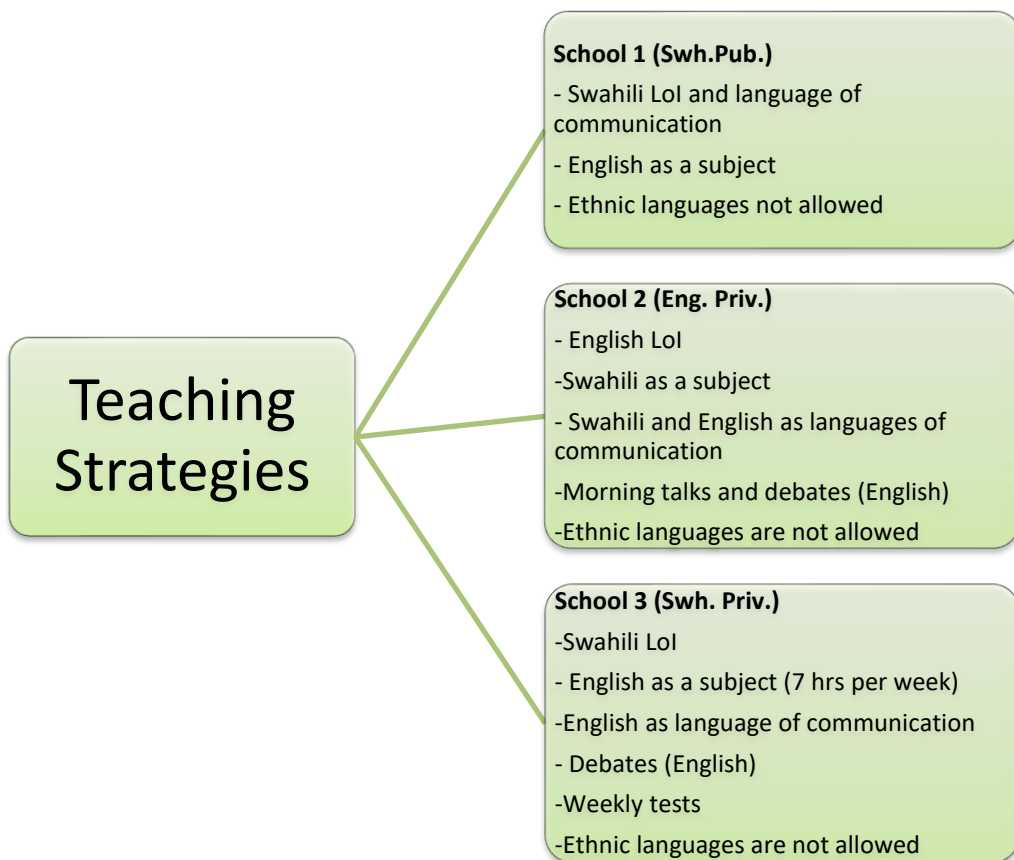 Teaching
Strategies
School 1 (Swh.Pub.)
- Swahili LoI and language of
communication
- English as a subject
- Ethnic languages not allowed
School 2 (Eng. Priv.)
- English LoI
-Swahili as a subject
- Swahili and English as languages of
communication
-Morning talks and debates (English)
-Ethnic languages are not allowed
School 3 (Swh. Priv.)
-Swahili LoI
- English as a subject (7 hrs per week)
-English as language of communication
- Debates (English)
-Weekly tests
-Ethnic languages are not allowed